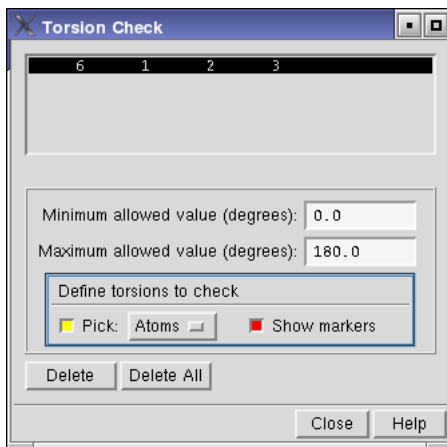 Torsion Check
6 1 2 3
Minimum allowed value (degrees): 0.0
Maximum allowed value (degrees): 180.0
Define torsions to check
Pick: Atoms Show markers
Delete Delete All
Close Help